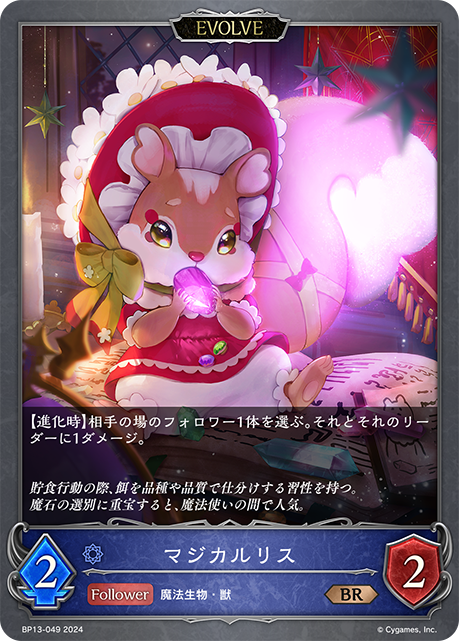 EVOLVE
【進化時】相手の場のフォロワー1体を選ぶ。それとそのリー
ダーに1ダメージ。
貯食行動の際、餌を品種や品質で仕分けする習性を持つ。
魔石の選別に重宝すると、魔法使いの間で人気。
マジカルリス
2
Follower 魔法生物・獣
BR
2
BP13-049 2024
© Cygames, Inc.